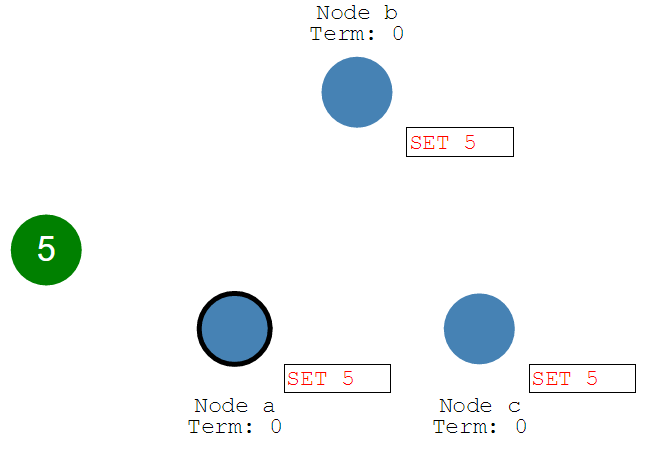 Node b
Term: 0
SET 5
5
SET 5
Node a
Term: 0
SET 5
Node c
Term: 0